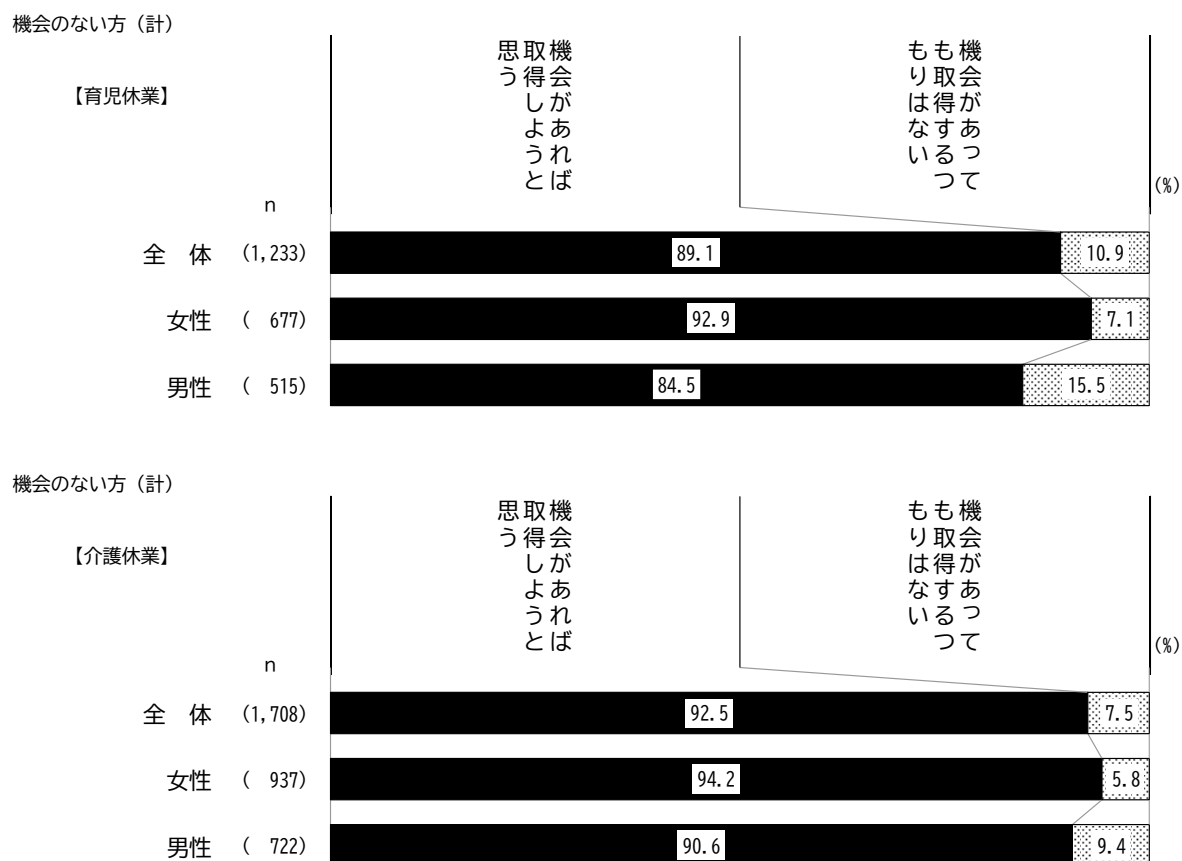 機会のない方（計）
【育児休業】
機会があれば
取得しようと
思う
機会があって
も取得するつ
もりはない
(%)
n
全　体 (1,233) 89.1 10.9
女性 (　677) 92.9 7.1
男性 (　515) 84.5 15.5
機会のない方（計）
【介護休業】
機会があれば
取得しようと
思う
機会があって
も取得するつ
もりはない
(%)
n
全　体 (1,708) 92.5 7.5
女性 (　937) 94.2 5.8
男性 (　722) 90.6 9.4